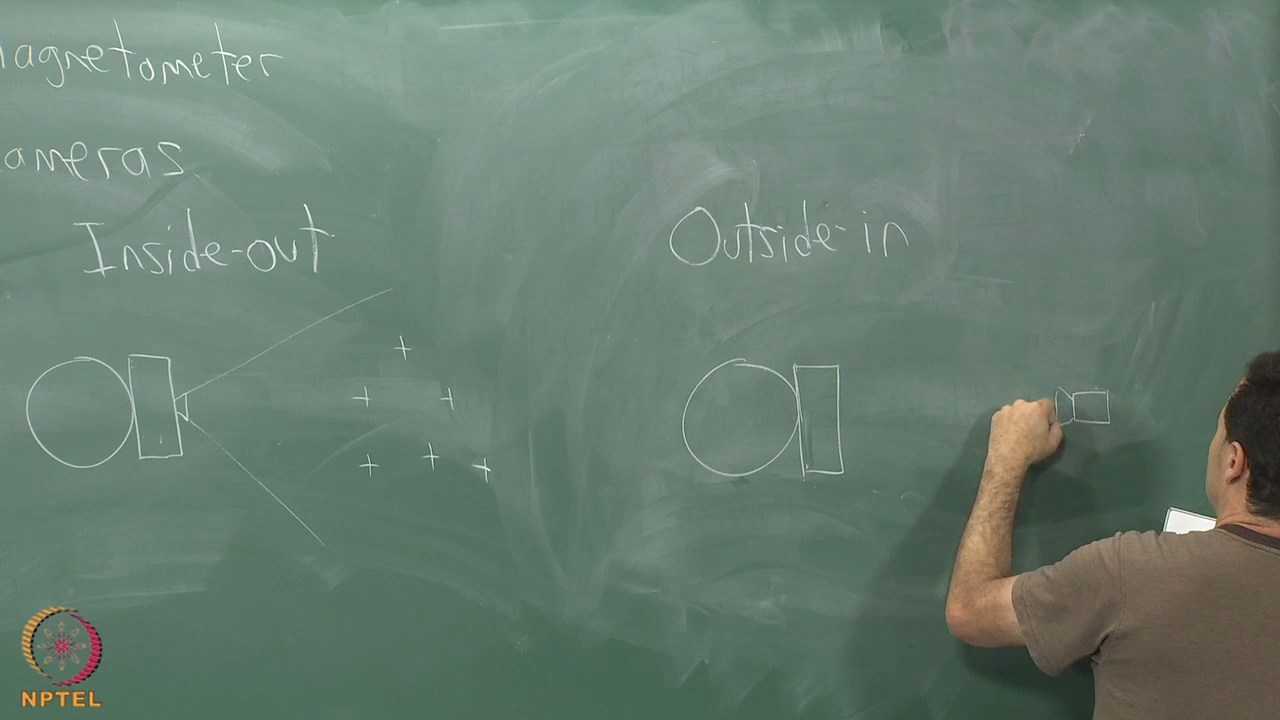 agnetometer
ameras
Inside-out
Outside-in
NPTEL